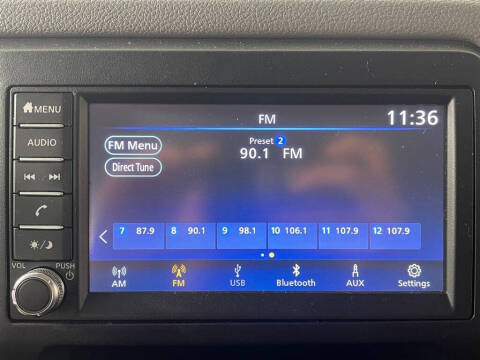 MENU
AUDIO
VOL
PUSH
FM
11:36
FM Menu
Preset 2
90.1 FM
Direct Tune
7 87.9 8 90.1 9 98.1 10 106.1 11 107.9 12 107.9
AM FM USB Bluetooth AUX Settings